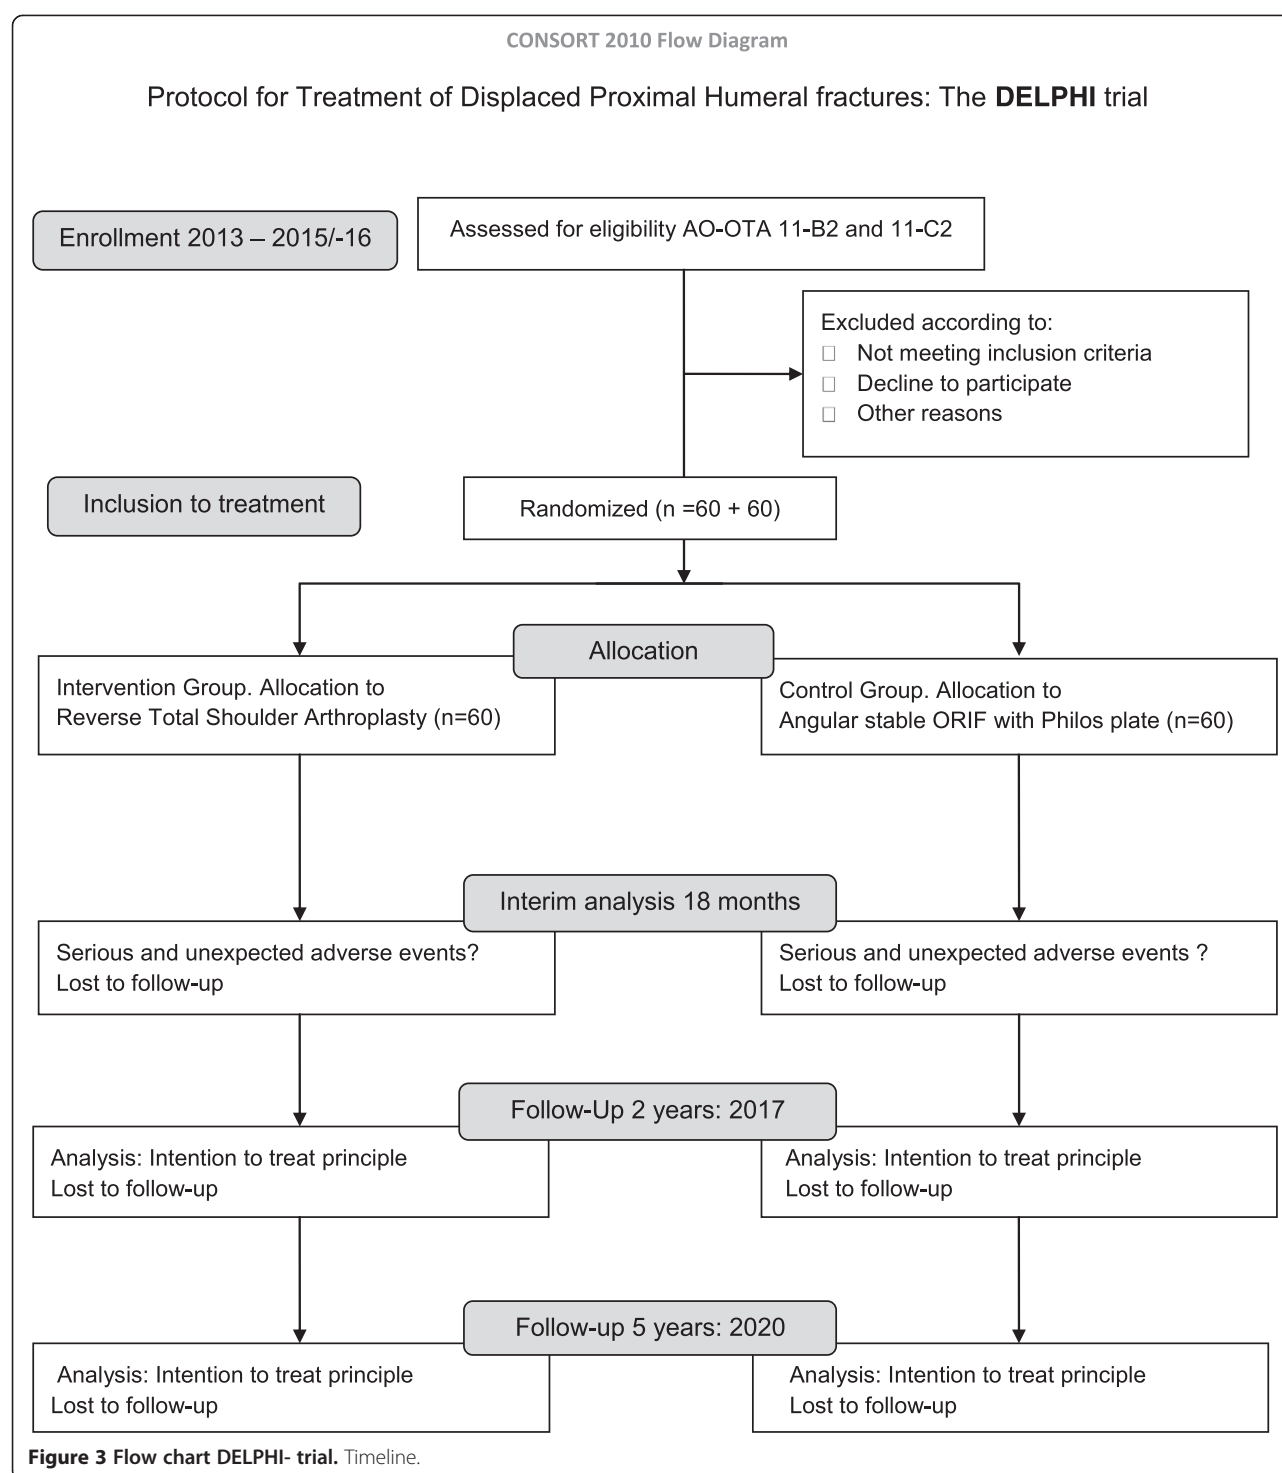 CONSORT 2010 Flow Diagram
Protocol for Treatment of Displaced Proximal Humeral fractures: The DELPHI trial
Enrollment 2013 – 2015/-16
Assessed for eligibility AO-OTA 11-B2 and 11-C2
Excluded according to:
□ Not meeting inclusion criteria
□ Decline to participate
□ Other reasons
Inclusion to treatment
Randomized (n =60 + 60)
Allocation
Intervention Group. Allocation to
Reverse Total Shoulder Arthroplasty (n=60)
Control Group. Allocation to
Angular stable ORIF with Philos plate (n=60)
Interim analysis 18 months
Serious and unexpected adverse events?
Lost to follow-up
Serious and unexpected adverse events ?
Lost to follow-up
Follow-Up 2 years: 2017
Analysis: Intention to treat principle
Lost to follow-up
Analysis: Intention to treat principle
Lost to follow-up
Follow-up 5 years: 2020
Analysis: Intention to treat principle
Lost to follow-up
Analysis: Intention to treat principle
Lost to follow-up
Figure 3 Flow chart DELPHI- trial. Timeline.